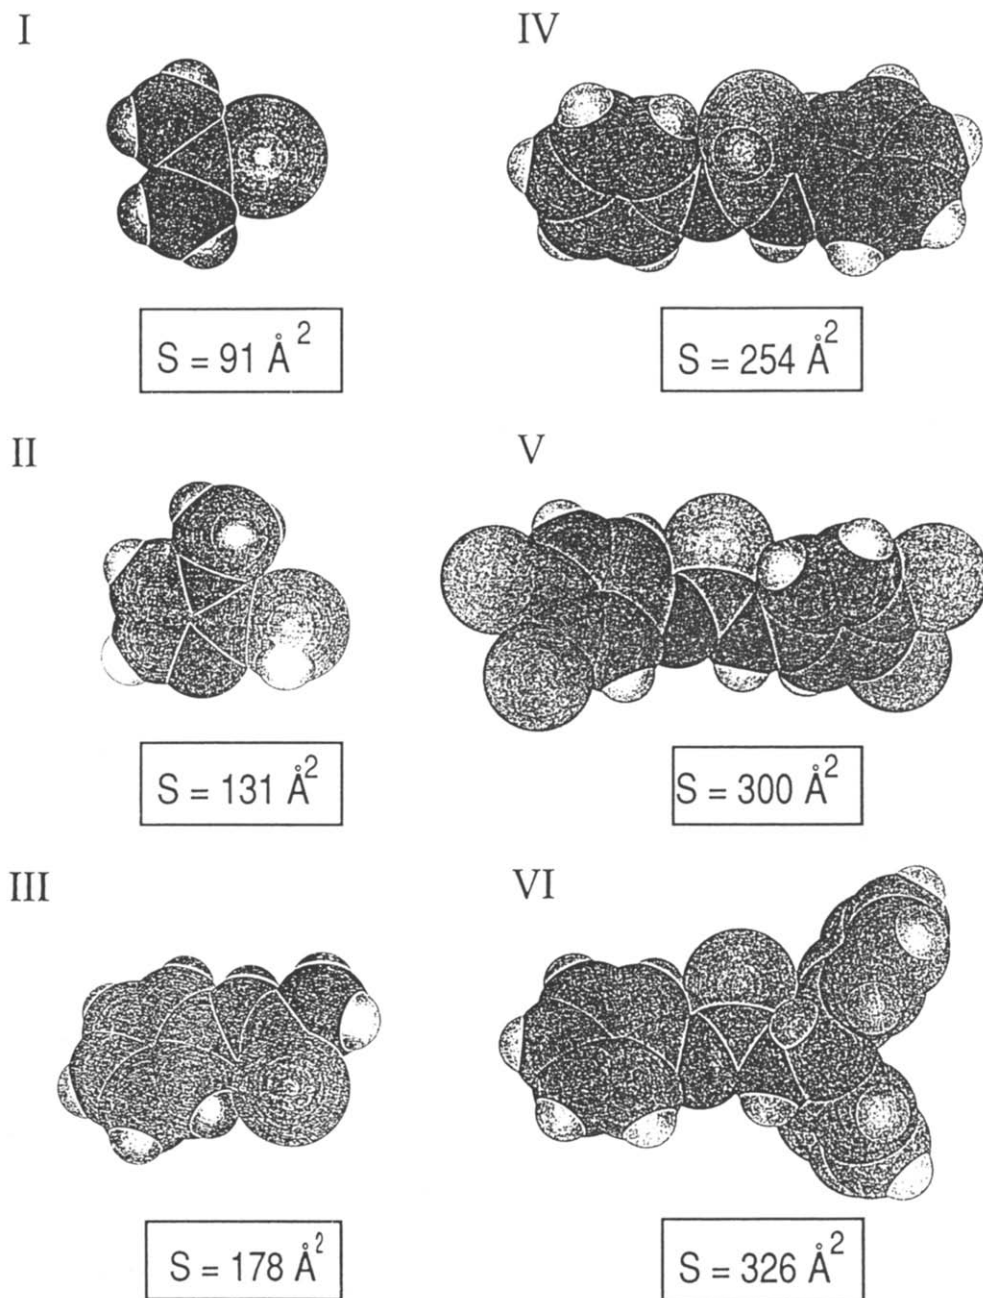 I
S = 91 Å²
II
S = 131 Å²
III
S = 178 Å²
IV
S = 254 Å²
V
S = 300 Å²
VI
S = 326 Å²